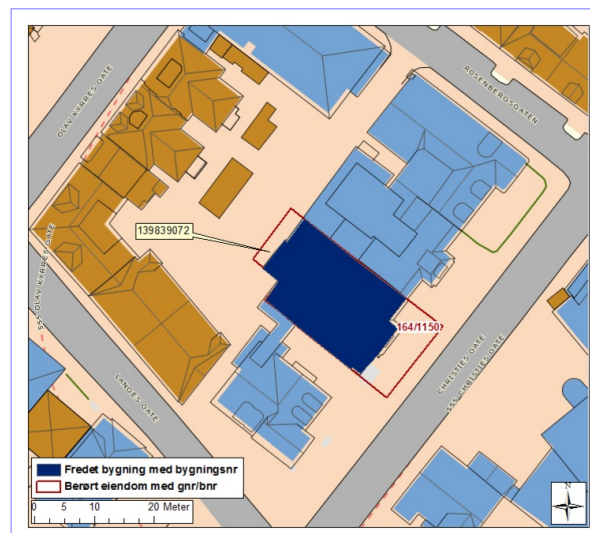 OLAV KYRRES GATE
ROSENBERGSGATEN
139839072
555 OLAV KYRRES GATE
164/1150
CHRISTIES GATE
555 CHRISTIES GATE
LANGES GATE
Fredet bygning med bygningsnr
Berørt eiendom med gnr/bnr
0 5 10 20 Meter
N